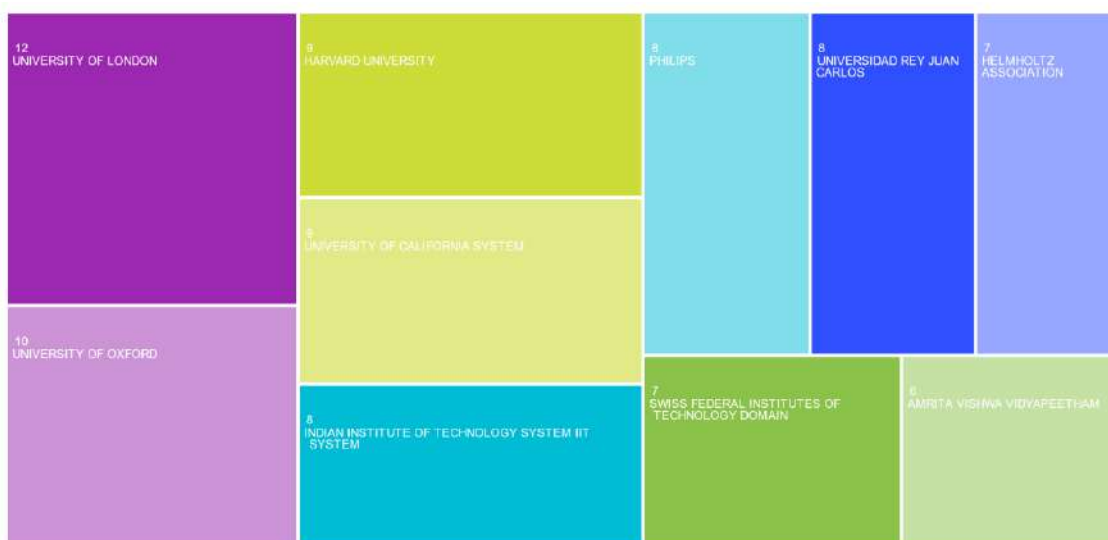 12
UNIVERSITY OF LONDON
10
UNIVERSITY OF OXFORD
9
HARVARD UNIVERSITY
9
UNIVERSITY OF CALIFORNIA SYSTEM
8
INDIAN INSTITUTE OF TECHNOLOGY SYSTEM IIT
SYSTEM
8
PHILIPS
8
UNIVERSIDAD REY JUAN
CARLOS
7
HELMHOLTZ
ASSOCIATION
7
SWISS FEDERAL INSTITUTES OF
TECHNOLOGY DOMAIN
6
AMRITA VISHWA VIDYAPEETHAM